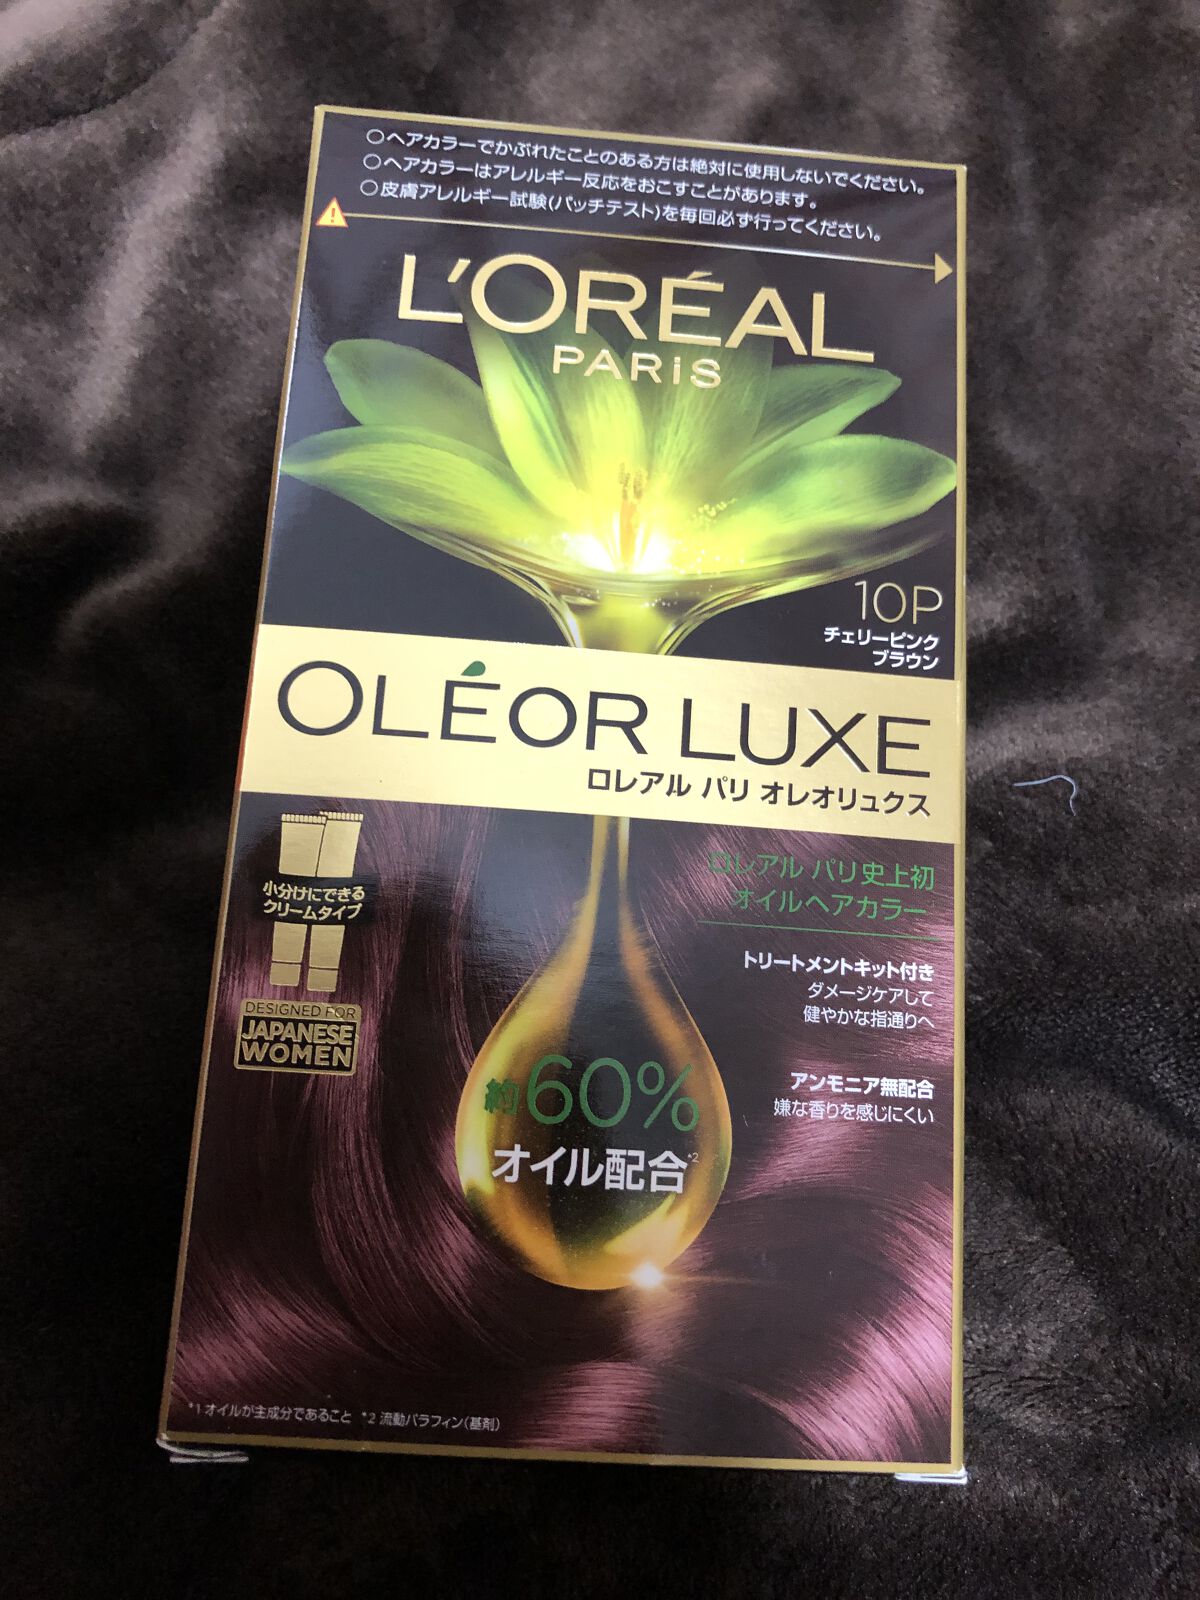 ○ヘアカラーでかぶれたことのある方は絶対に使用しないでください。
○ヘアカラーはアレルギー反応をおこすことがあります。
○皮膚アレルギー試験(パッチテスト)を毎回必ず行ってください。
L'ORÉAL
PARiS
10P
チェリーピンク
ブラウン
OLÉOR LUXE
ロレアル パリ オレオリュクス
小分けにできる
クリームタイプ
DESIGNED FOR
JAPANESE
WOMEN
ロレアル パリ史上初
オイルヘアカラー
トリートメントキット付き
ダメージケアして
健やかな指通りへ
アンモニア無配合
嫌な香りを感じにくい
約60%
オイル配合*2
*1 オイルが主成分であること *2 流動パラフィン(基剤)